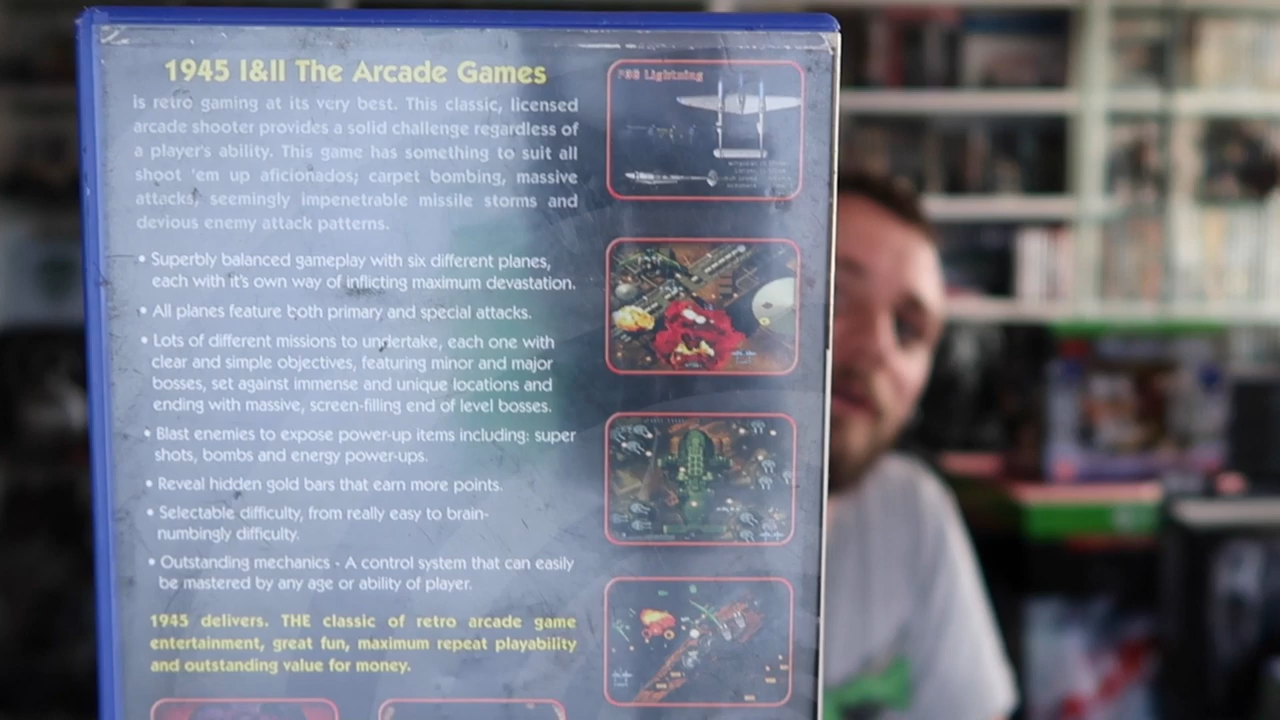 1945 I&II The Arcade Games
is retro gaming at its very best. This classic, licensed
arcade shooter provides a solid challenge regardless of
a player's ability. This game has something to suit all
shoot 'em up aficionados; carpet bombing, massive
attacks, seemingly impenetrable missile storms and
devious enemy attack patterns.
• Superbly balanced gameplay with six different planes,
each with it's own way of inflicting maximum devastation.
• All planes feature both primary and special attacks.
• Lots of different missions to undertake, each one with
clear and simple objectives, featuring minor and major
bosses, set against immense and unique locations and
ending with massive, screen-filling end of level bosses.
• Blast enemies to expose power-up items including: super
shots, bombs and energy power-ups.
• Reveal hidden gold bars that earn more points.
• Selectable difficulty, from really easy to brain-
numbingly difficulty.
• Outstanding mechanics - A control system that can easily
be mastered by any age or ability of player.
1945 delivers. THE classic of retro arcade game
entertainment, great fun, maximum repeat playability
and outstanding value for money.
P38 Lightning